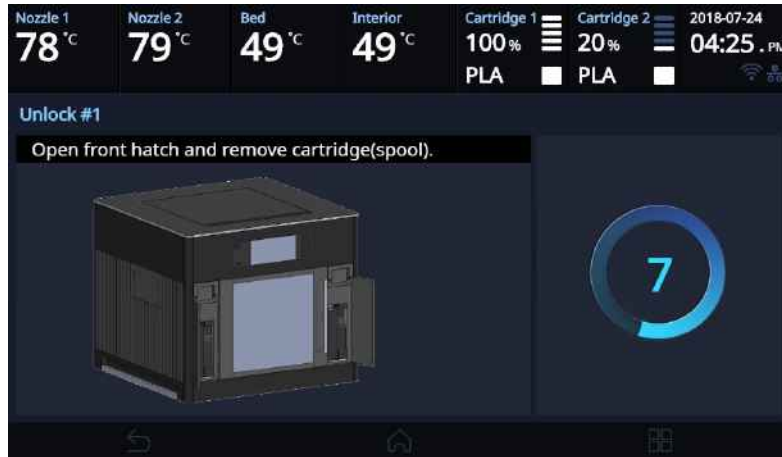 Nozzle 1
78 °C
Nozzle 2
79 °C
Bed
49 °C
Interior
49 °C
Cartridge 1
100%
PLA
Cartridge 2
20%
PLA
2018-07-24
04:25 . PM
Unlock #1
Open front hatch and remove cartridge(spool).
7